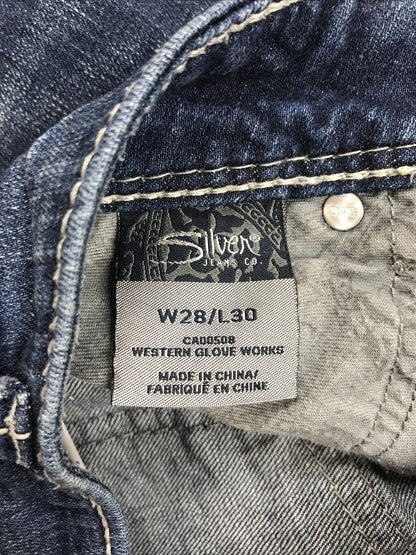 Silver
JEANS CO.
W28/L30
CA00508
WESTERN GLOVE WORKS
MADE IN CHINA/
FABRIQUÉ EN CHINE